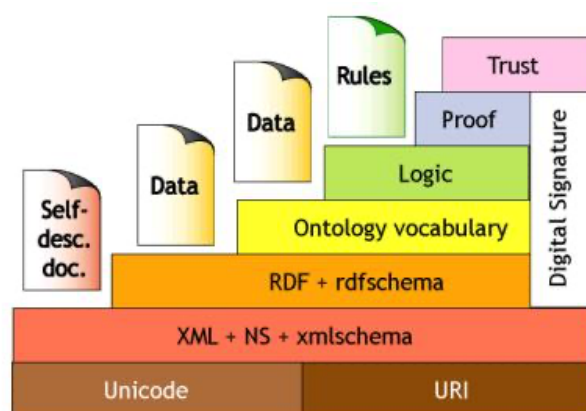 Trust
Rules
Proof
Data
Logic
Digital Signature
Data
Ontology vocabulary
Self-
desc.
doc.
RDF + rdfschema
XML + NS + xmlschema
Unicode
URI